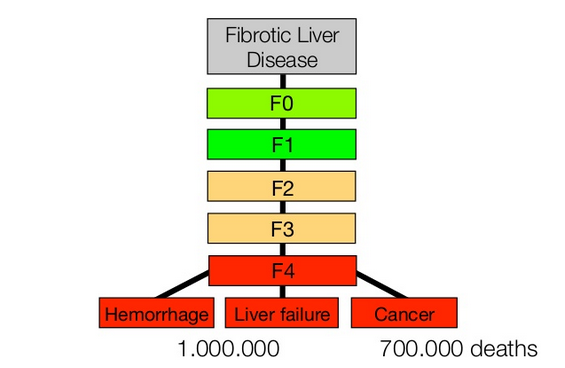 Fibrotic Liver
Disease
F0
F1
F2
F3
F4
Hemorrhage
Liver failure
Cancer
1.000.000
700.000 deaths